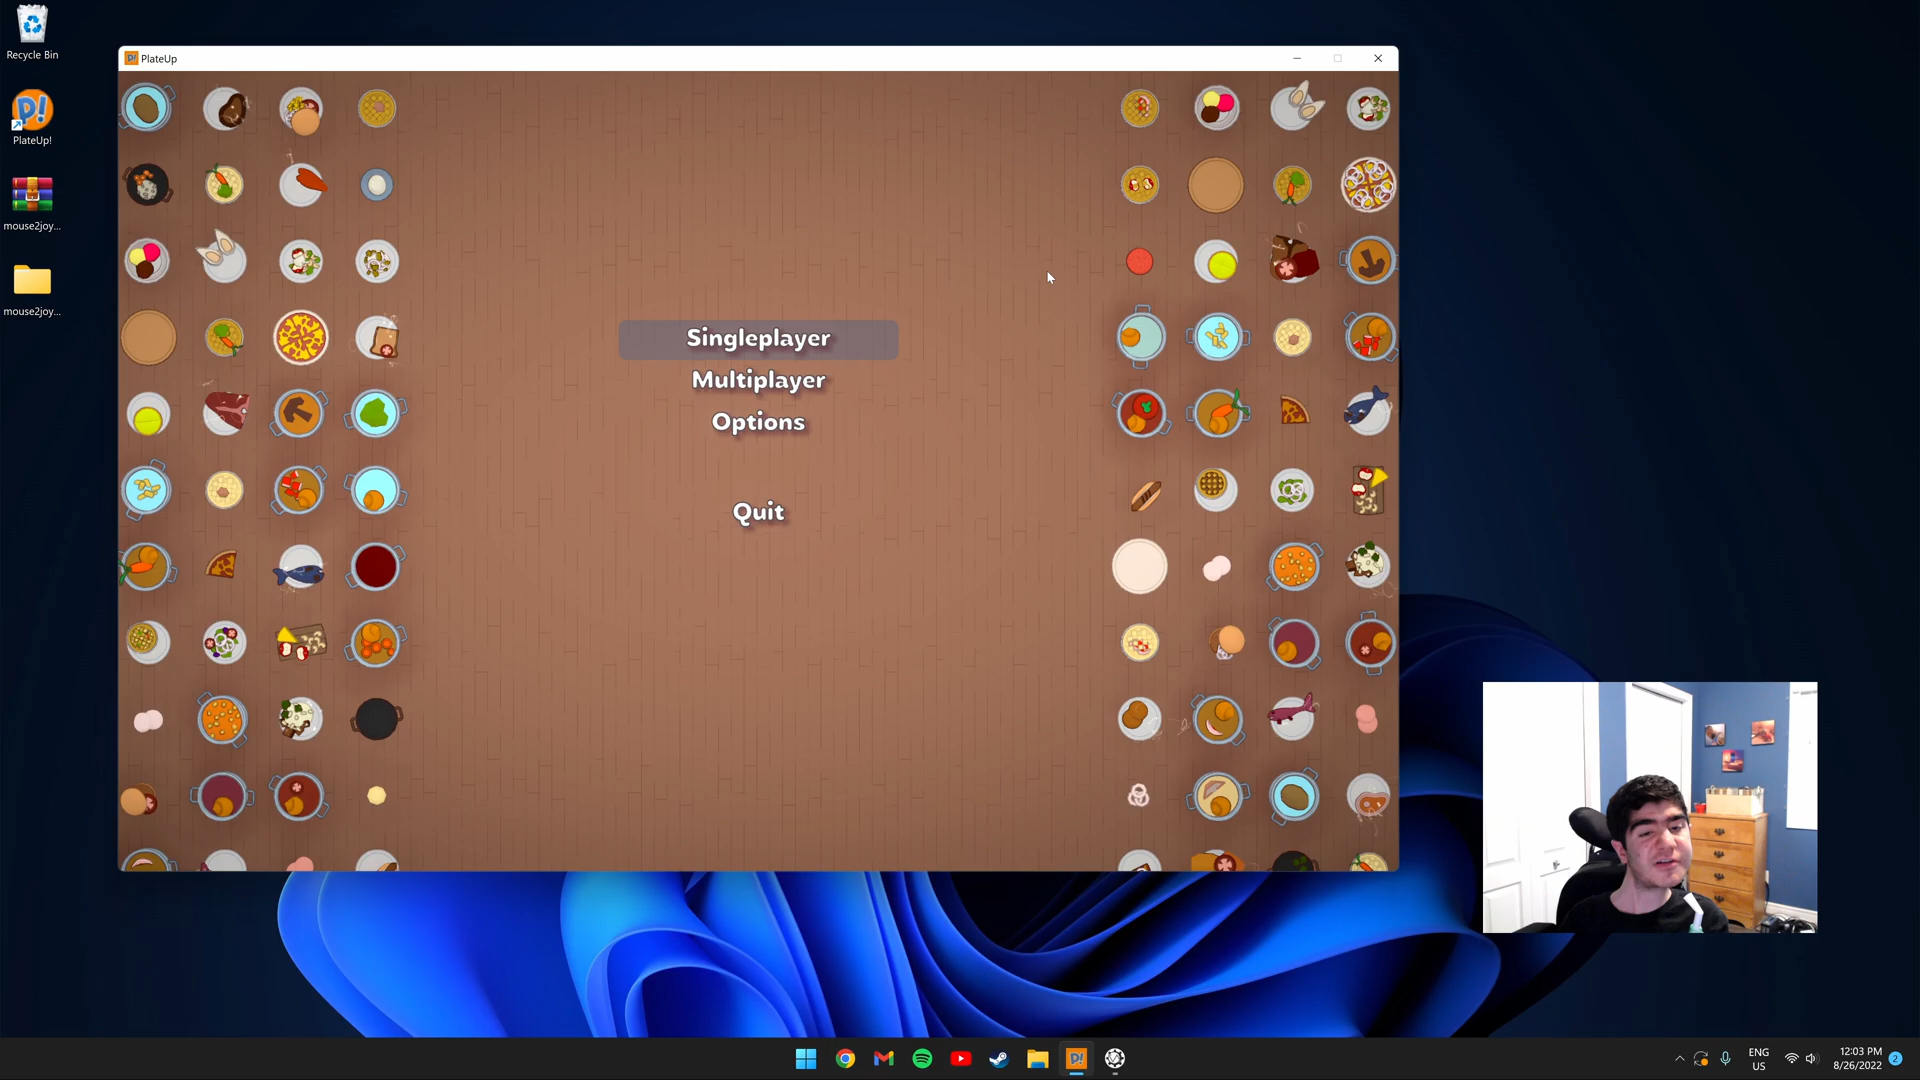 Recycle Bin
PlateUp!
mouse2joy...
mouse2joy...
P! PlateUp
Singleplayer
Multiplayer
Options
Quit
P!
P!
ENG
US
12:03 PM
8/26/2022
2